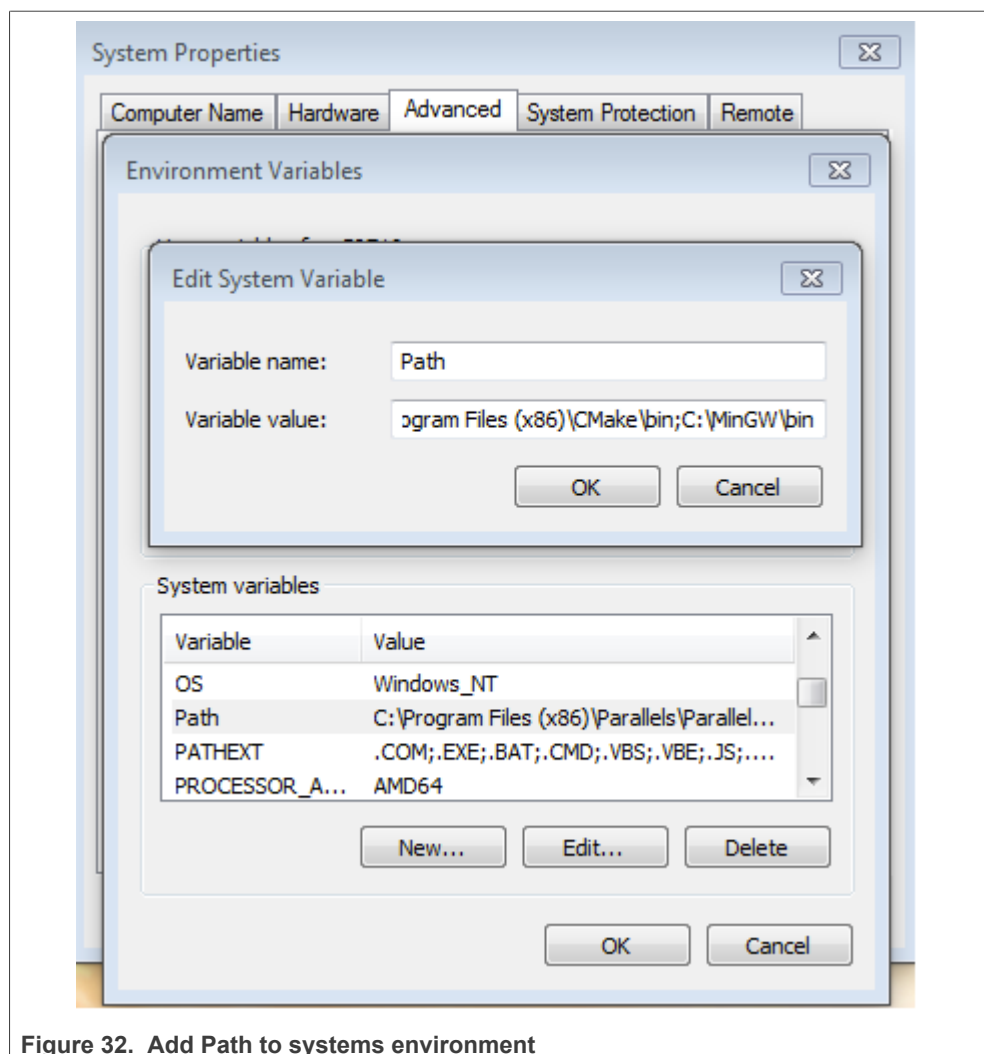 System Properties
Computer Name Hardware Advanced System Protection Remote
Environment Variables
Edit System Variable
Variable name: Path
Variable value: ogram Files (x86)\CMake\bin;C:\MinGW\bin
OK Cancel
System variables
Variable Value
OS Windows_NT
Path C:\Program Files (x86)\Parallels\Parallel...
PATHEXT .COM;.EXE;.BAT;.CMD;.VBS;.VBE;.JS;....
PROCESSOR_A... AMD64
New... Edit... Delete
OK Cancel
Figure 32. Add Path to systems environment